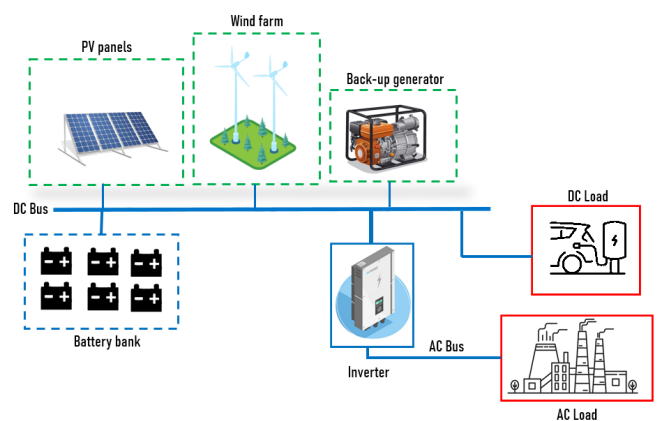 Wind farm
PV panels
Back-up generator
DC Bus
DC Load
Battery bank
AC Bus
Inverter
AC Load